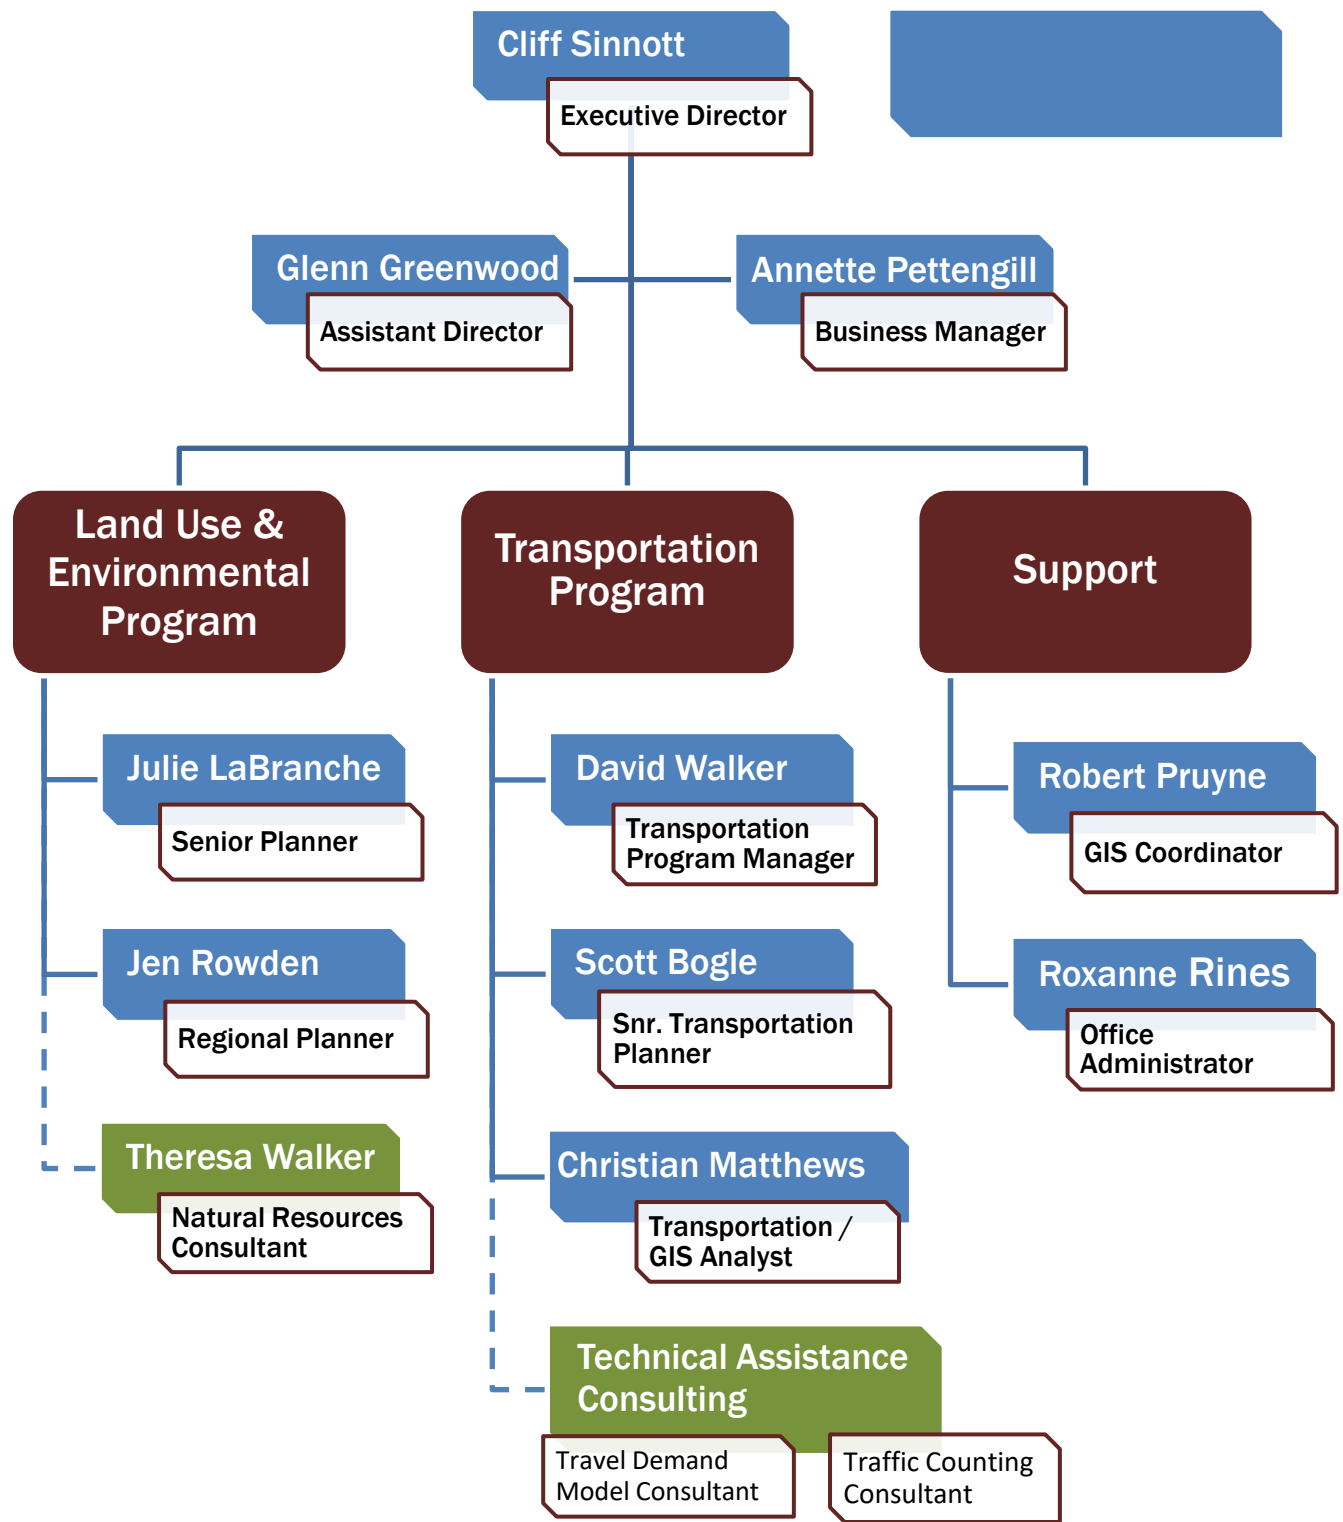 Cliff Sinnott
Executive Director
Glenn Greenwood
Assistant Director
Annette Pettengill
Business Manager
Land Use &
Environmental
Program
Transportation
Program
Support
Julie LaBranche
Senior Planner
Jen Rowden
Regional Planner
Theresa Walker
Natural Resources
Consultant
David Walker
Transportation
Program Manager
Scott Bogle
Snr. Transportation
Planner
Christian Matthews
Transportation /
GIS Analyst
Technical Assistance
Consulting
Travel Demand
Model Consultant
Traffic Counting
Consultant
Robert Pruyne
GIS Coordinator
Roxanne Rines
Office
Administrator